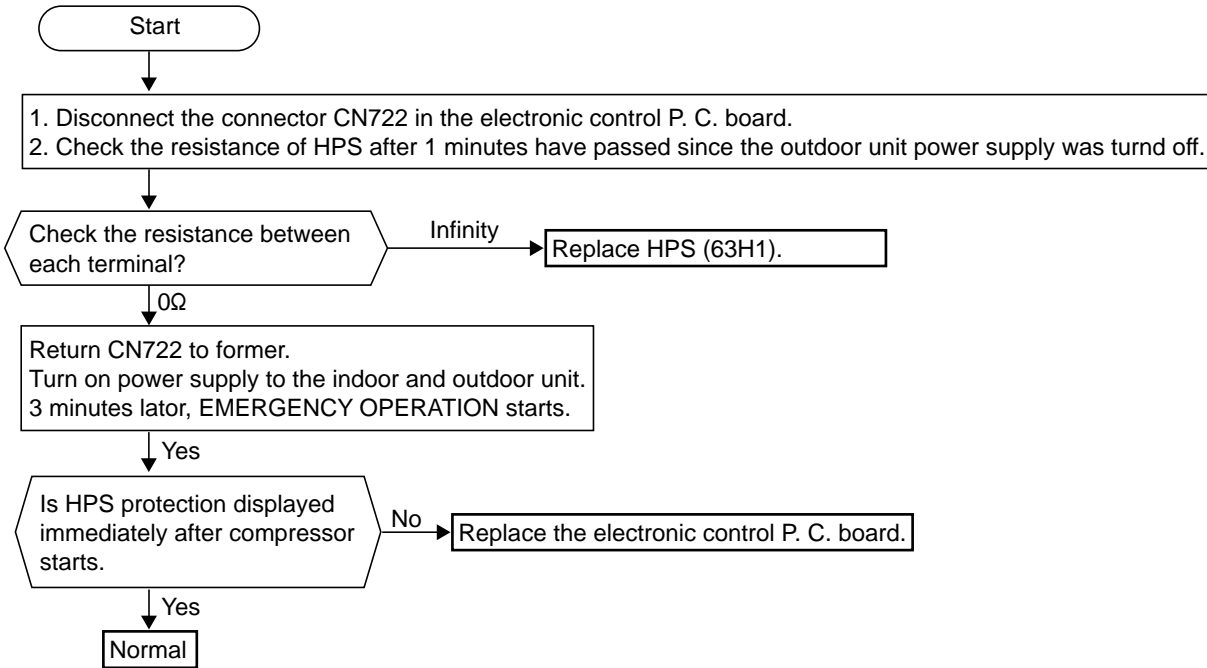 Start
1. Disconnect the connector CN722 in the electronic control P. C. board.
2. Check the resistance of HPS after 1 minutes have passed since the outdoor unit power supply was turnd off.
Check the resistance between
each terminal?
Infinity
Replace HPS (63H1).
0Ω
Return CN722 to former.
Turn on power supply to the indoor and outdoor unit.
3 minutes lator, EMERGENCY OPERATION starts.
Yes
Is HPS protection displayed
immediately after compressor
starts.
No
Replace the electronic control P. C. board.
Yes
Normal